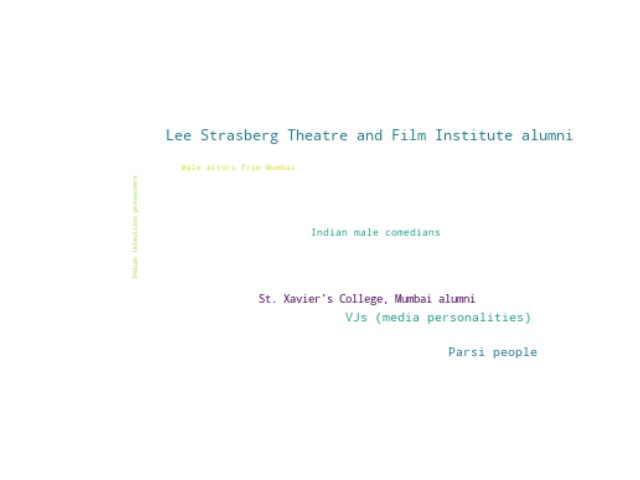 Lee Strasberg Theatre and Film Institute alumni
Male actors from Mumbai
Indian television presenters
Indian male comedians
St. Xavier's College, Mumbai alumni
VJs (media personalities)
Parsi people